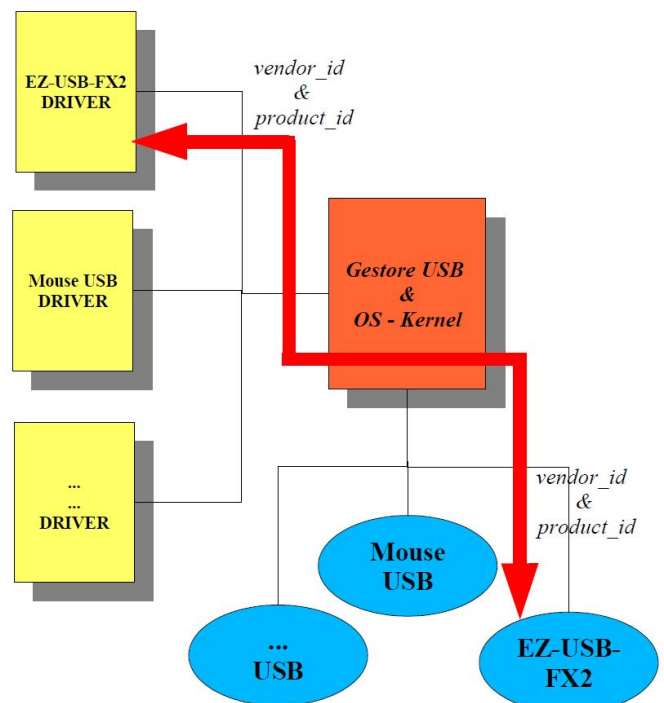 EZ-USB-FX2
DRIVER
vendor_id
&
product_id
Mouse USB
DRIVER
Gestore USB
&
OS - Kernel
...
...
DRIVER
vendor_id
&
product_id
Mouse
USB
...
USB
EZ-USB-
FX2